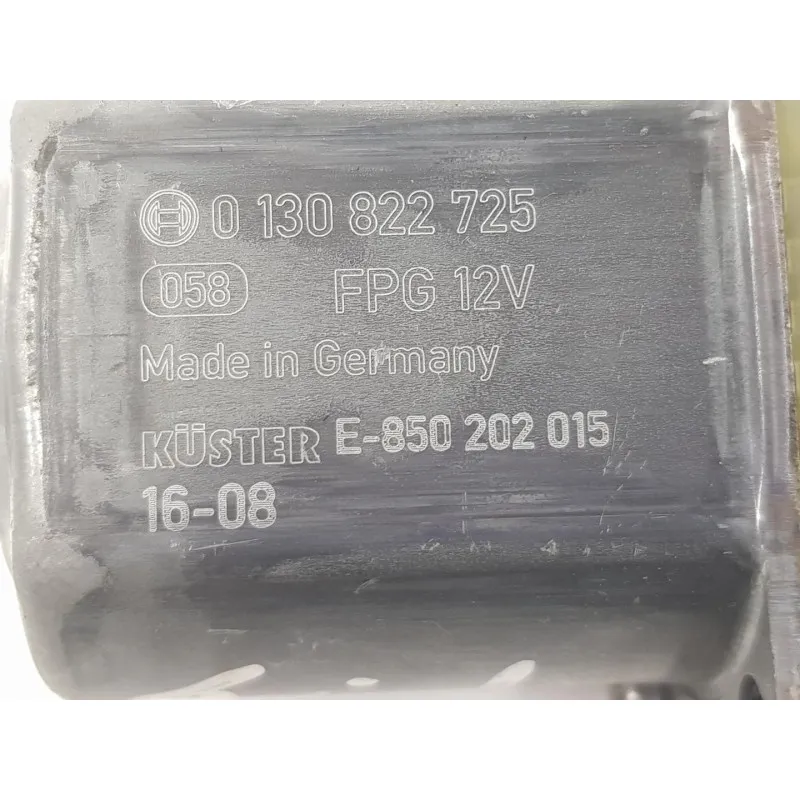 0 130 822 725
058 FPG 12V
Made in Germany
KÜSTER E-850 202 015
16-08